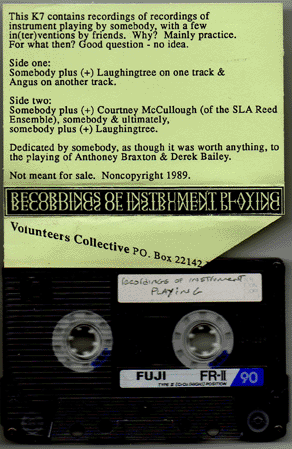 This K7 contains recordings of recordings of
instrument playing by somebody, with a few
in(ter)ventions by friends. Why? Mainly practice.
For what then? Good question - no idea.
Side one:
Somebody plus (+) Laughingtree on one track &
Angus on another track.
Side two:
Somebody plus (+) Courtney McCullough (of the SLA Reed
Ensemble), somebody & ultimately,
somebody plus (+) Laughingtree.
Dedicated by somebody, as though it was worth anything, to
the playing of Anthoney Braxton & Derek Bailey.
Not meant for sale. Noncopyright 1989.
RECORDINGS OF INSTRUMENT PLAYING
Volunteers Collective PO. Box 22142
RECORDINGS OF INSTRUMENT
PLAYING
FUJI FR-II 90